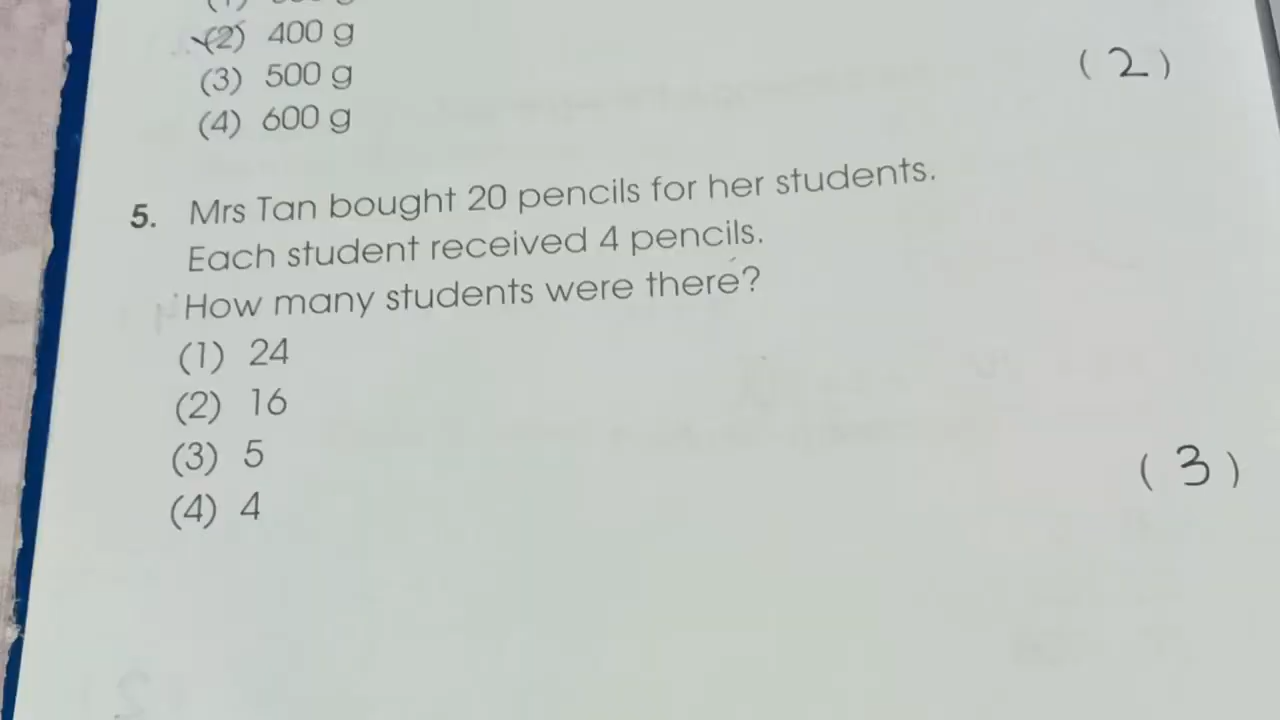 (2) 400 g
(3) 500 g
(2)
(4) 600 g
5. Mrs Tan bought 20 pencils for her students.
Each student received 4 pencils.
How many students were there?
(1) 24
(2) 16
(3) 5
(3)
(4) 4